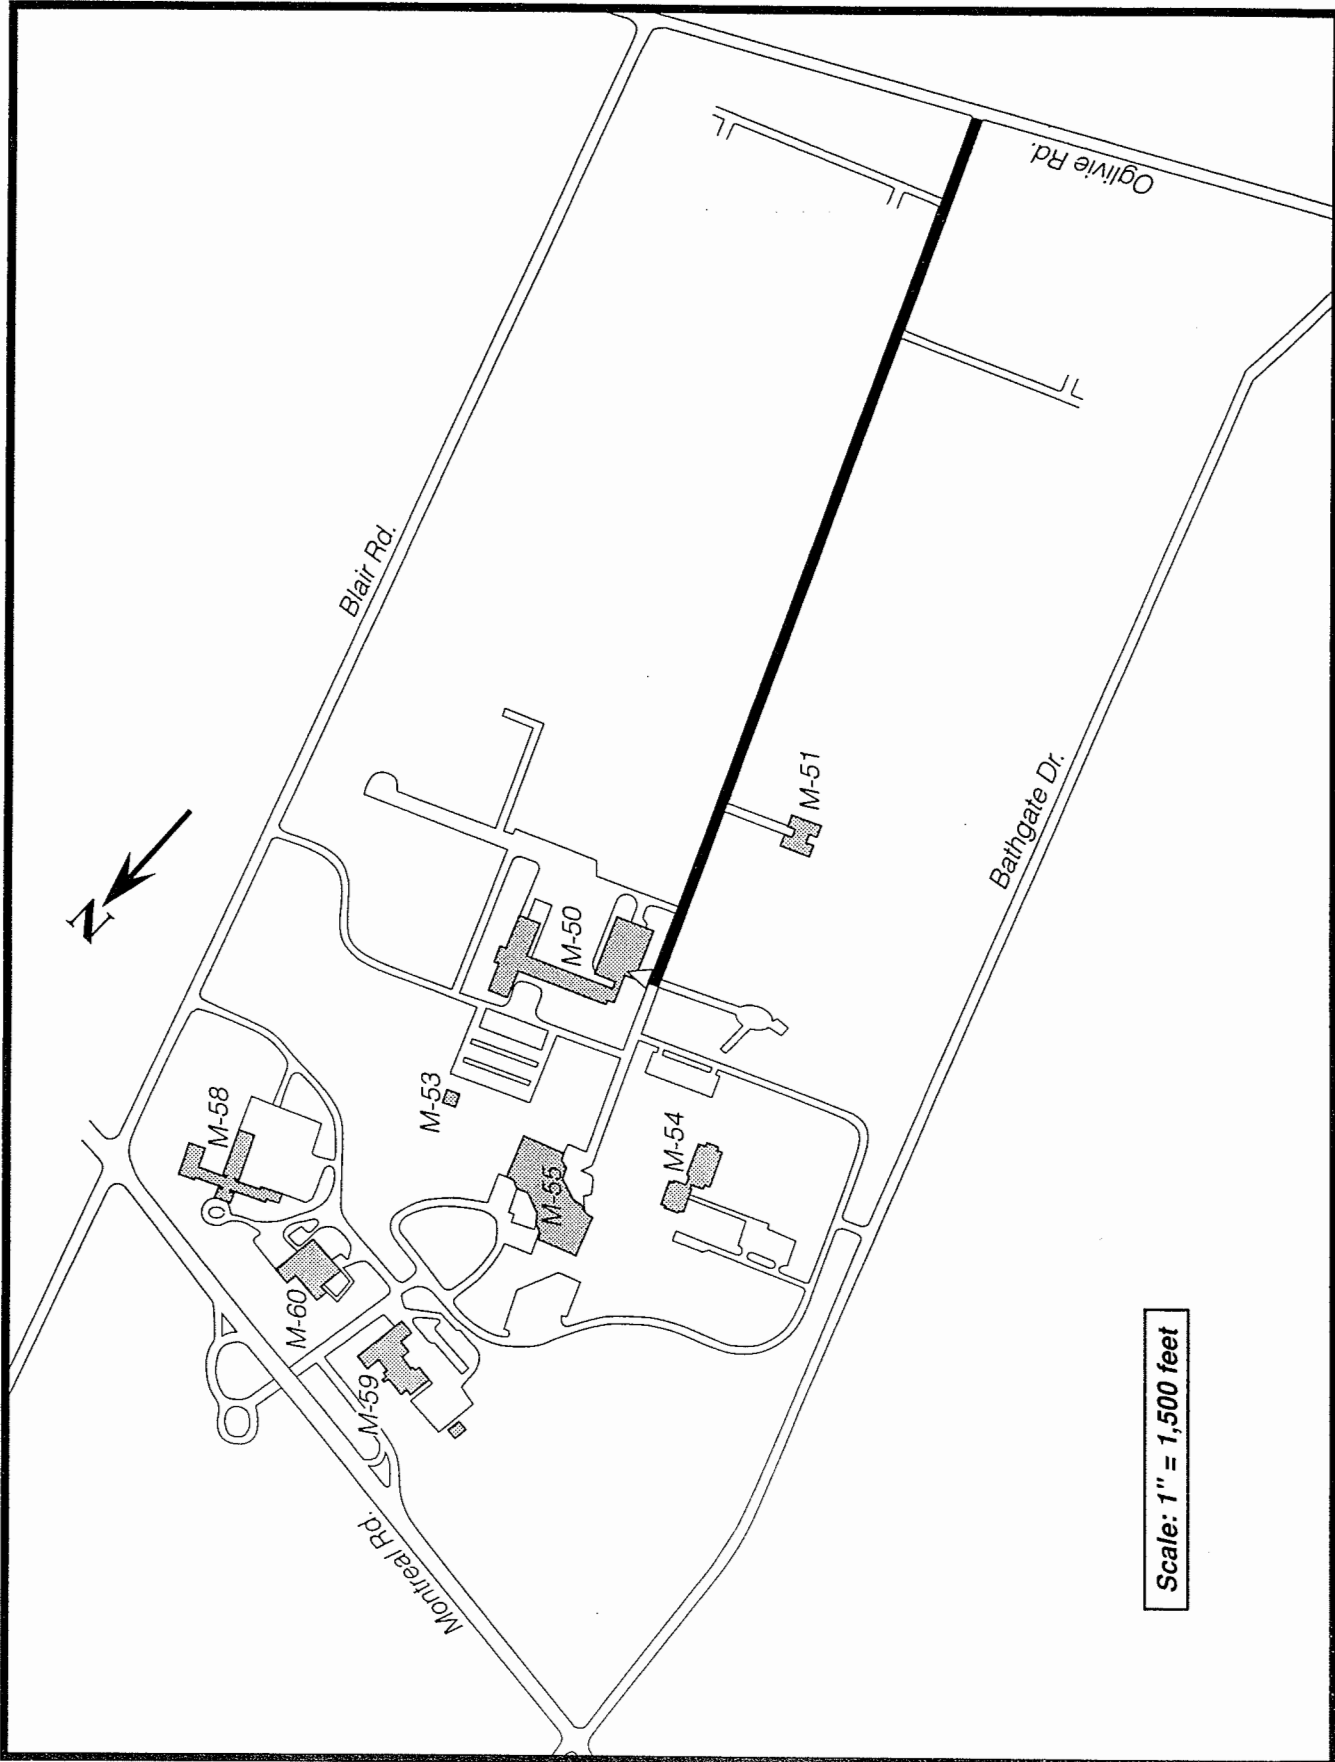 Oglivie Rd.
Blair Rd.
N
M-51
Bathgate Dr.
M-50
M-53
M-58
M-54
M-55
M-60
M-59
Montreal Rd.
Scale: 1" = 1,500 feet